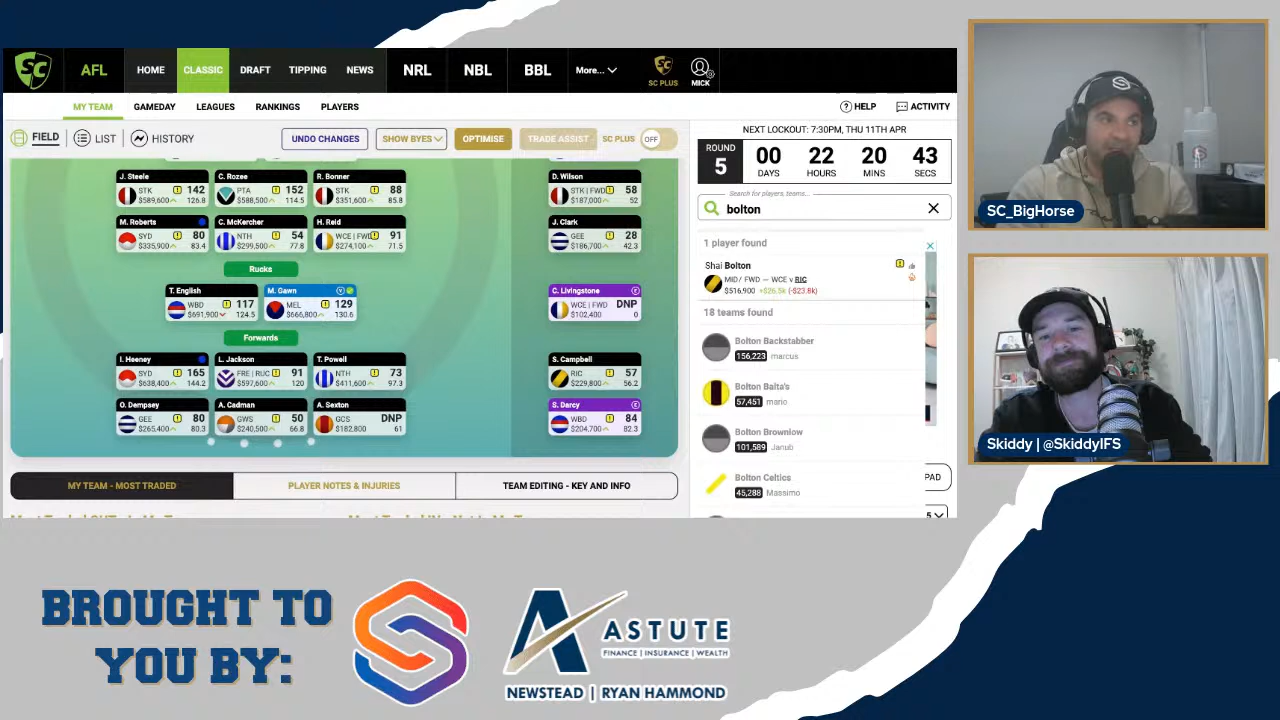 SC AFL HOME CLASSIC DRAFT TIPPING NEWS NRL NBL BBL More... SC PLUS MICK
MY TEAM GAMEDAY LEAGUES RANKINGS PLAYERS ? HELP ACTIVITY
FIELD LIST HISTORY UNDO CHANGES SHOW BYES OPTIMISE TRADE ASSIST SC PLUS OFF
J. Steele STK 142 $589,600 126.8
C. Rozee PTA 152 $588,500 114.5
R. Bonner STK 88 $351,600 85.8
D. Wilson STK | FWD 58 $187,000 52
M. Roberts SYD 80 $335,900 83.4
C. McKercher NTH 54 $299,500 77.8
H. Reid WCE | FWD 91 $274,100 71.5
J. Clark GEE 28 $186,700 42.3
Rucks
T. English WBD 117 $691,900 124.5
M. Gawn V MEL 129 $666,800 130.6
C. Livingstone E WCE | FWD DNP $102,400 0
Forwards
I. Heeney SYD 165 $638,400 144.2
L. Jackson FRE | RUC 91 $597,600 120
T. Powell NTH 73 $411,600 97.3
S. Campbell RIC 57 $229,800 56.2
O. Dempsey GEE 80 $265,400 80.3
A. Cadman GWS 50 $240,500 66.8
A. Sexton GCS DNP $182,800 61
S. Darcy E WBD 84 $204,700 82.3
MY TEAM - MOST TRADED PLAYER NOTES & INJURIES TEAM EDITING - KEY AND INFO
NEXT LOCKOUT: 7:30PM, THU 11TH APR
ROUND 5
00 22 20 43
DAYS HOURS MINS SECS
Search for players, teams...
bolton
1 player found
Shai Bolton
MID/ FWD — WCE v RIC
$516,900 +$26.5k (-$23.8k)
18 teams found
Bolton Backstabber
156,223 marcus
Bolton Balta's
57,451 mario
Bolton Brownlow
101,589 Janub
Bolton Celtics
45,288 Massimo
PAD
5
SC_BigHorse
Skiddy | @SkiddyIFS
BROUGHT TO
YOU BY:
ASTUTE
FINANCE | INSURANCE | WEALTH
NEWSTEAD | RYAN HAMMOND